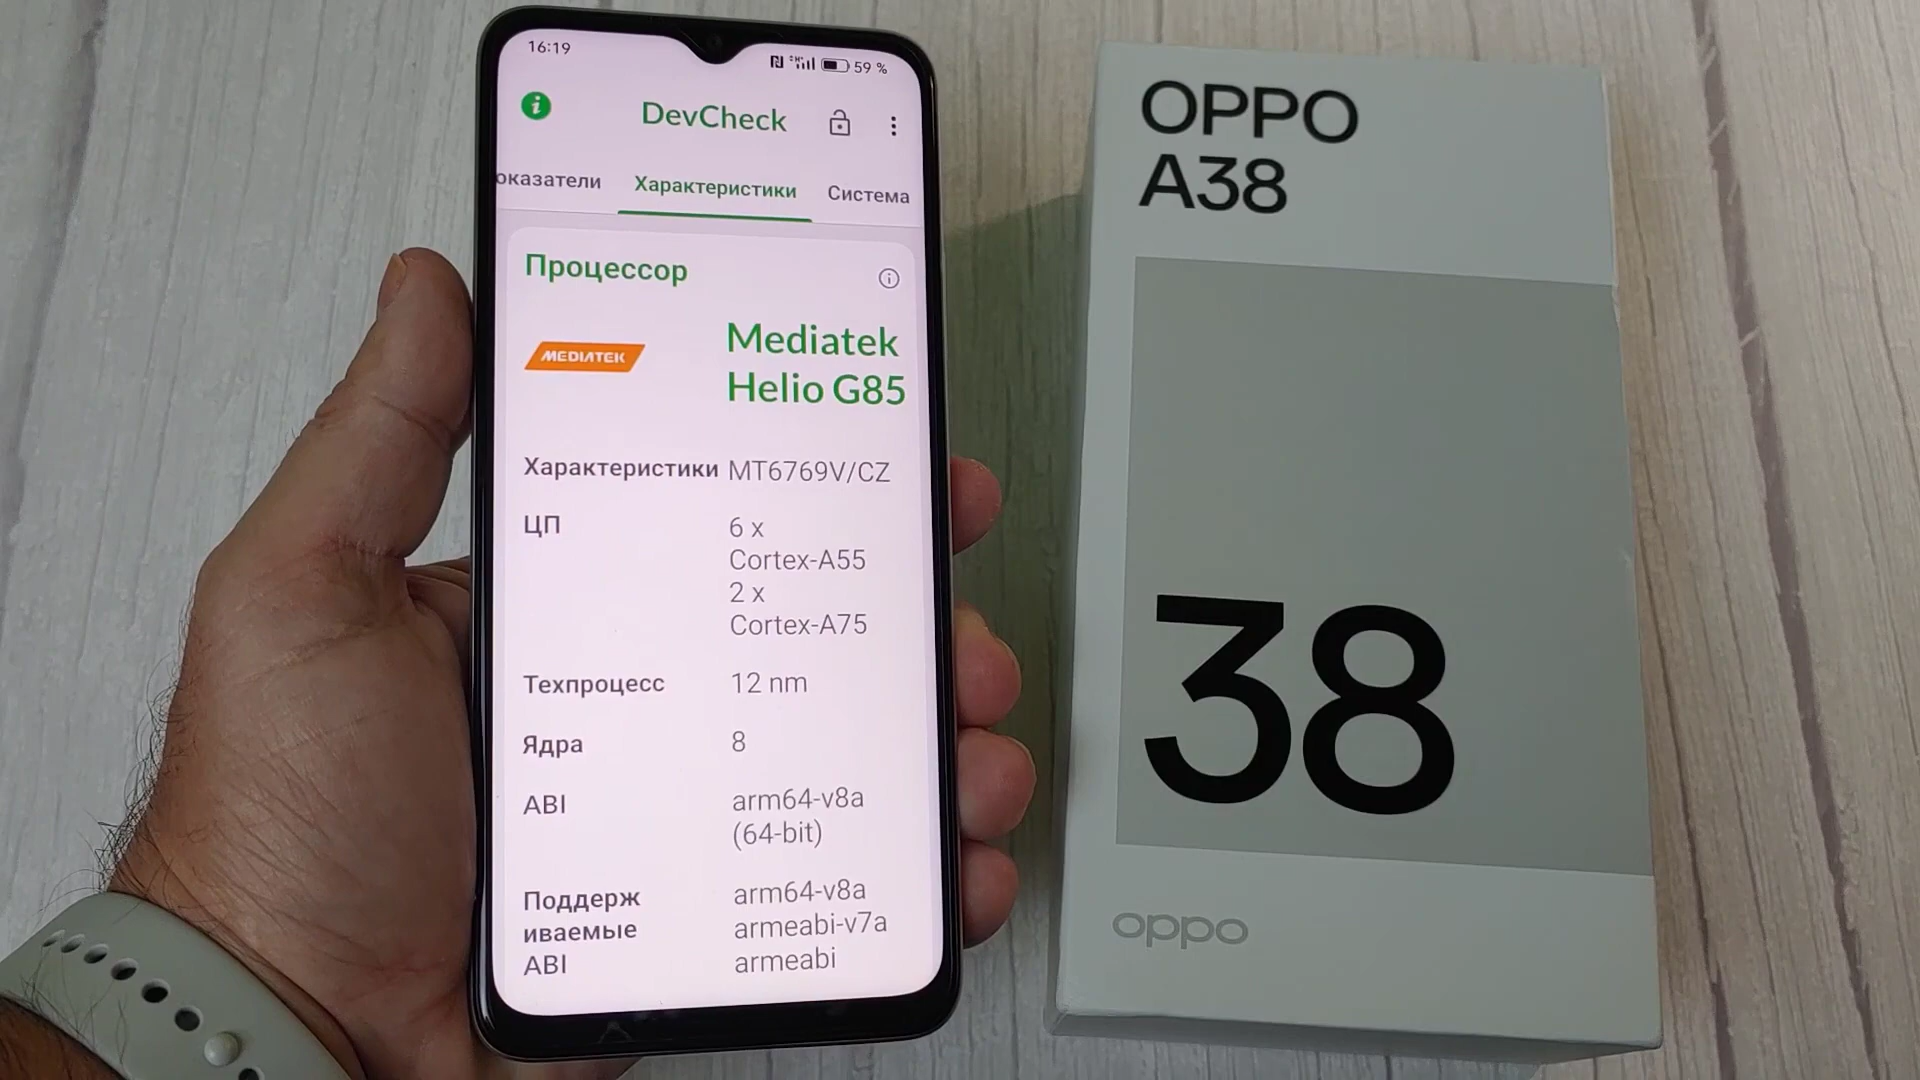 16:19
59 %
DevCheck
оказатели
Характеристики
Система
Процессор
MEDIATEK
Mediatek
Helio G85
Характеристики MT6769V/CZ
ЦП
6 x
Cortex-A55
2 x
Cortex-A75
Техпроцесс 12 nm
Ядра 8
ABI
arm64-v8a
(64-bit)
Поддерж
иваемые
ABI
arm64-v8a
armeabi-v7a
armeabi
OPPO
A38
38
oppo